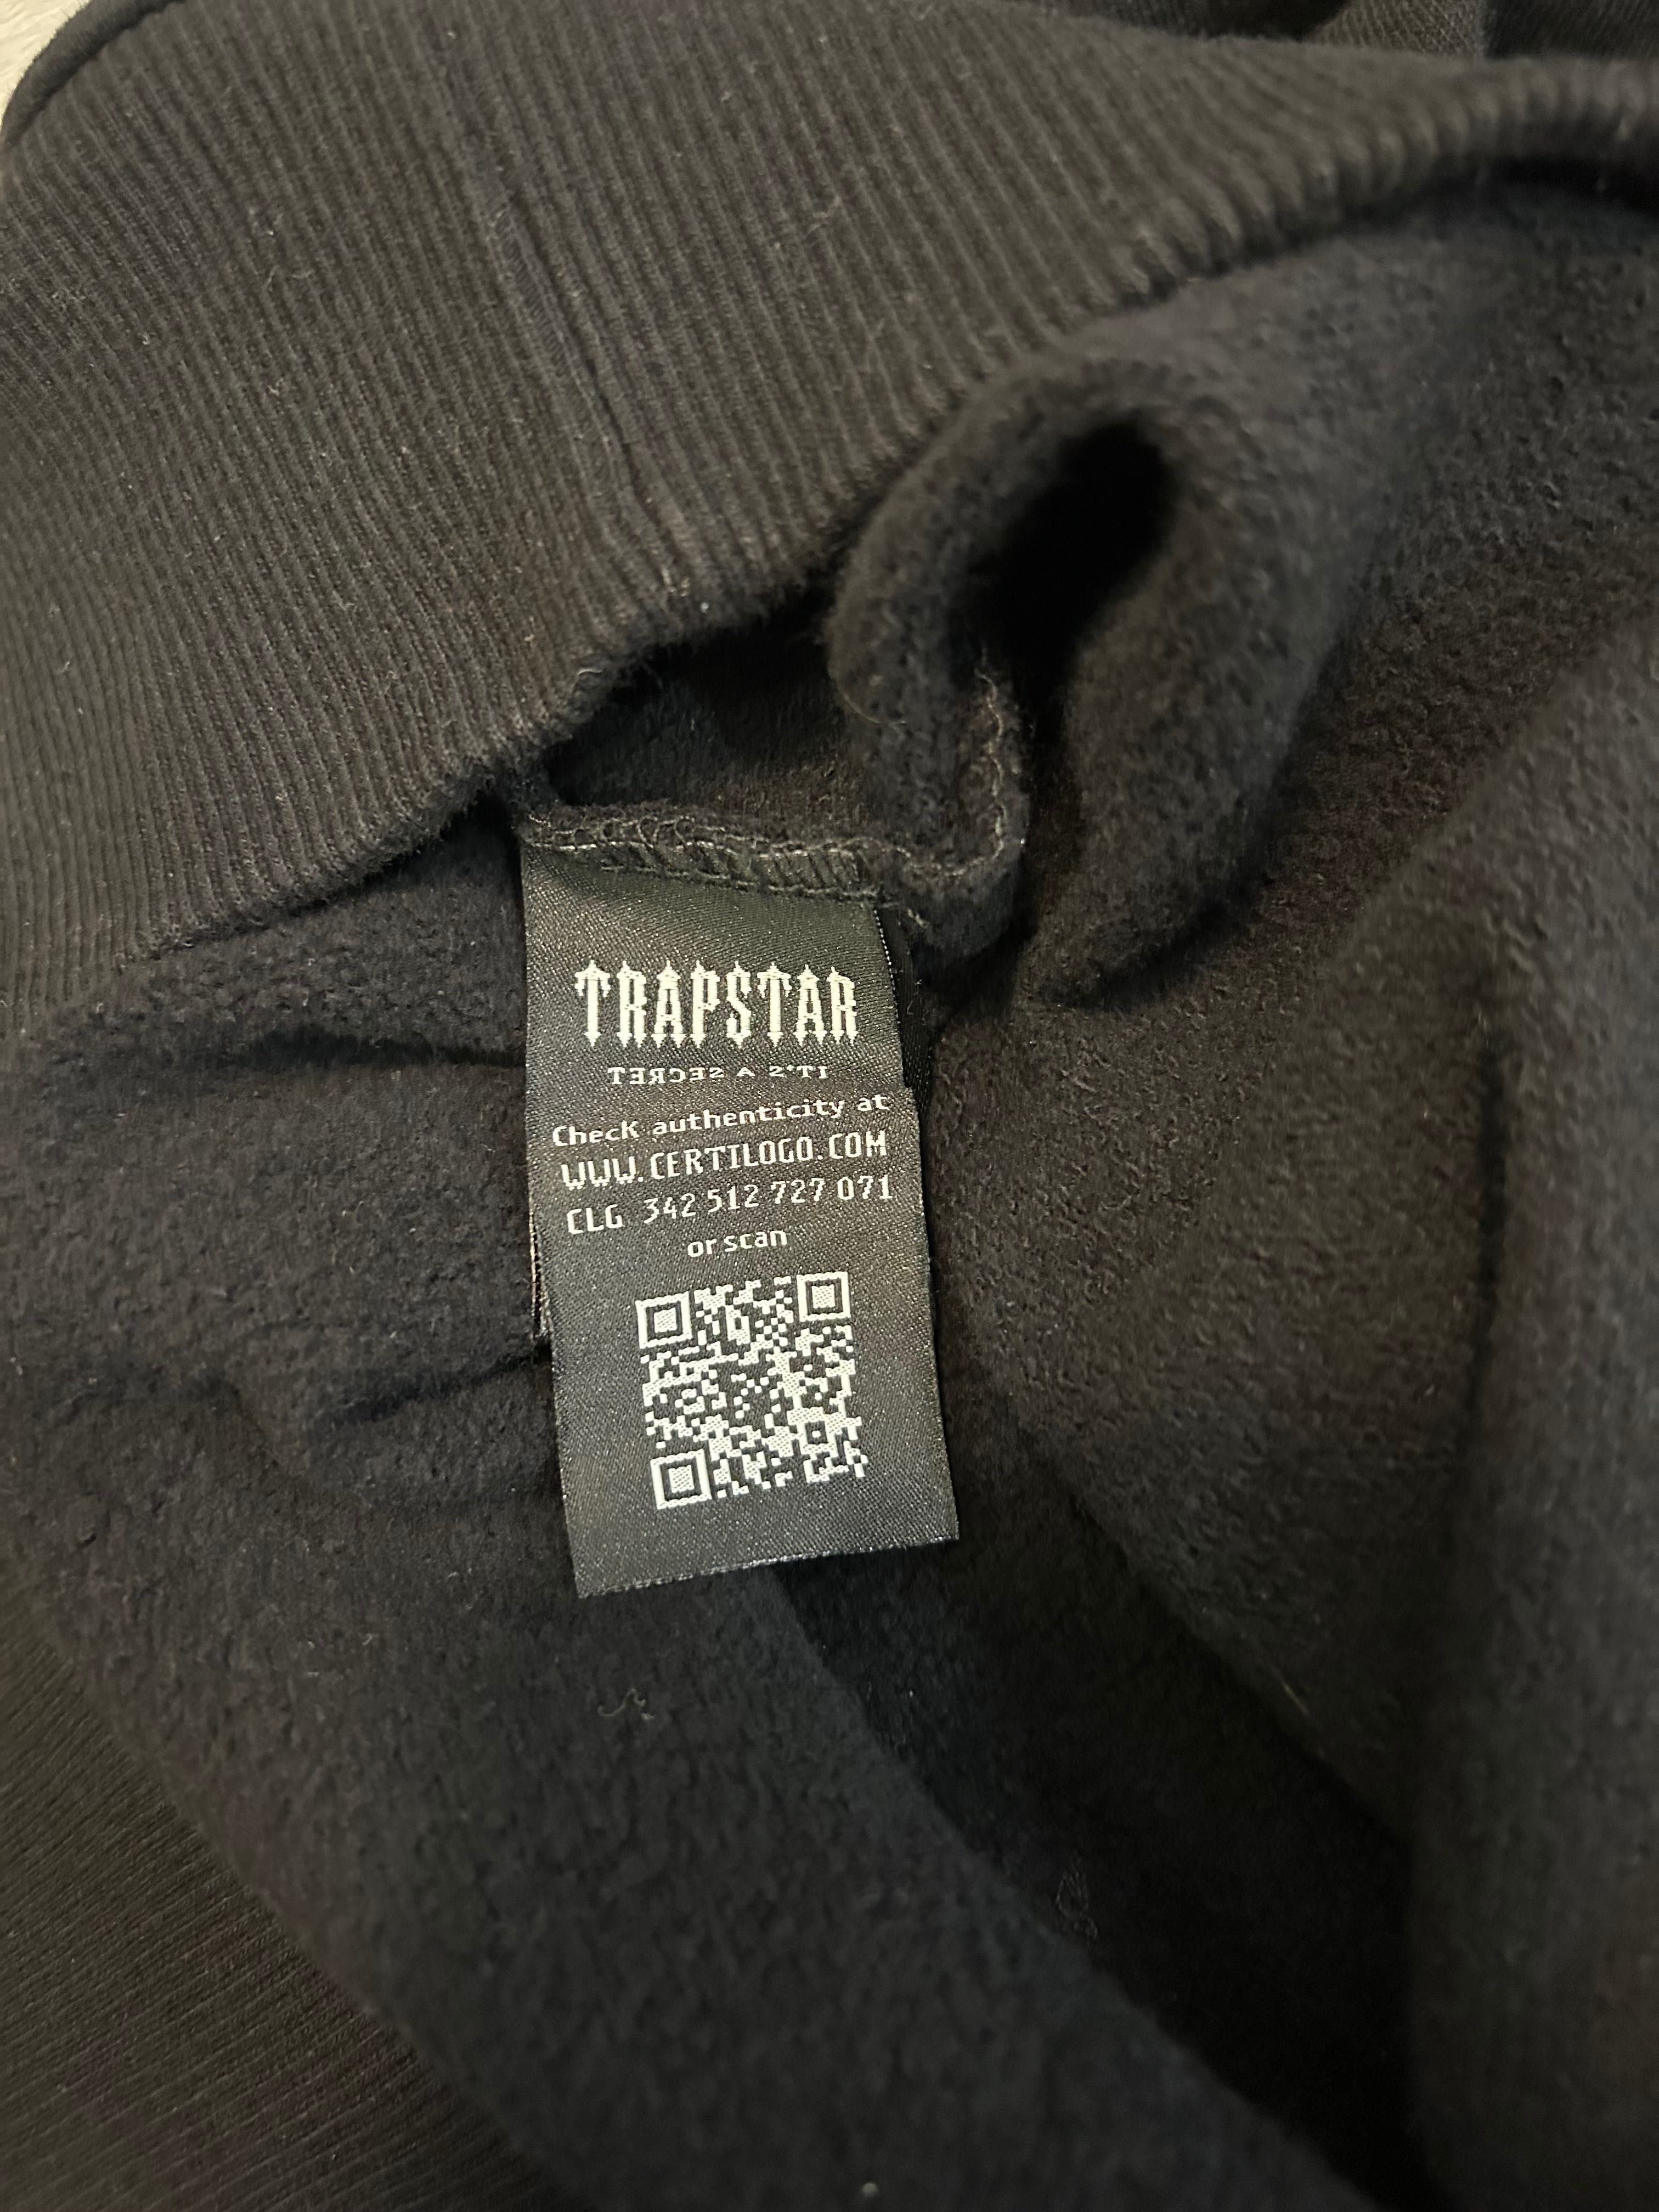 TRAPSTAR
IT'S A SECRET
Check authenticity at
WWW.CERTILOGO.COM
CLG 342 512 727 071
or scan